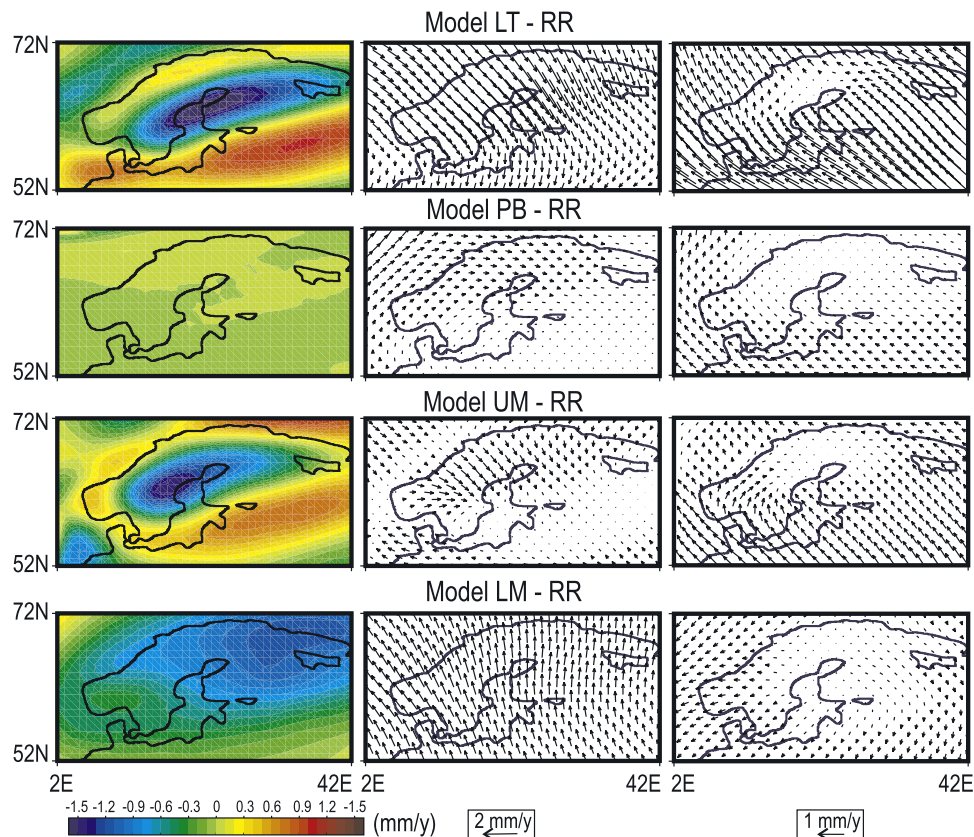 Model LT - RR
72N
52N
Model PB - RR
72N
52N
Model UM - RR
72N
52N
Model LM - RR
72N
52N
2E 42E 2E 42E
-1.5 -1.2 -0.9 -0.6 -0.3 0 0.3 0.6 0.9 1.2 -1.5
(mm/y) 2 mm/y 1 mm/y